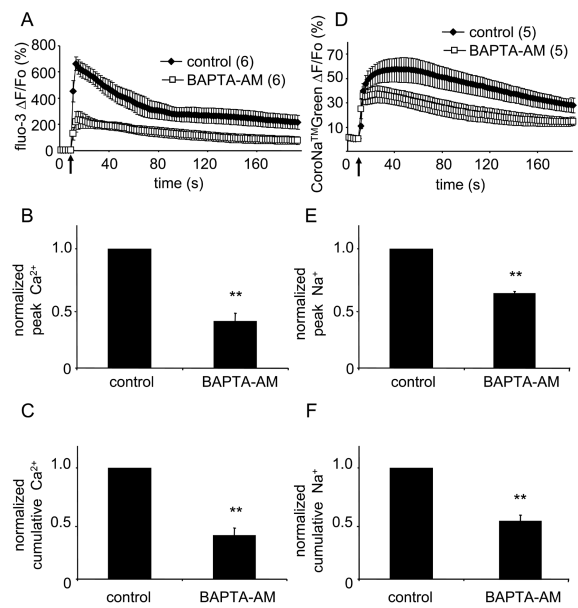 A
fluo-3 ΔF/Fo (%)
800
600
400
200
0
control (6)
BAPTA-AM (6)
0 40 80 120 160
time (s)
D
CoroNa™Green ΔF/Fo (%)
70
50
30
10
0
control (5)
BAPTA-AM (5)
0 40 80 120 160
time (s)
B
normalized
peak Ca²⁺
1.0
0.5
0
**
control BAPTA-AM
E
normalized
peak Na⁺
1.0
0.5
0
**
control BAPTA-AM
C
normalized
cumulative Ca²⁺
1.0
0.5
0
**
control BAPTA-AM
F
normalized
cumulative Na⁺
1.0
0.5
0
**
control BAPTA-AM